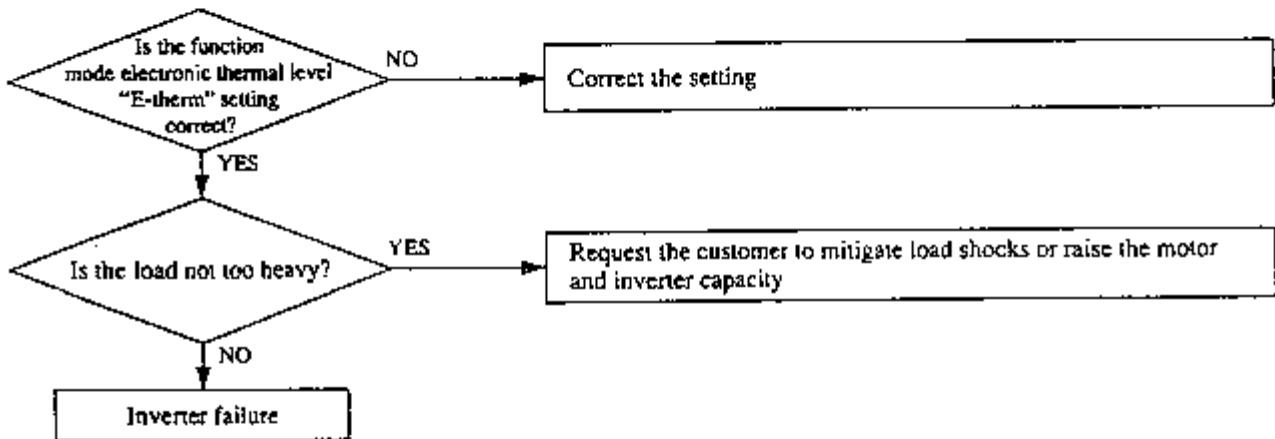 Is the function
mode electronic thermal level
"E-therm" setting
correct?
NO
Correct the setting
YES
Is the load not too heavy?
YES
Request the customer to mitigate load shocks or raise the motor
and inverter capacity
NO
Inverter failure